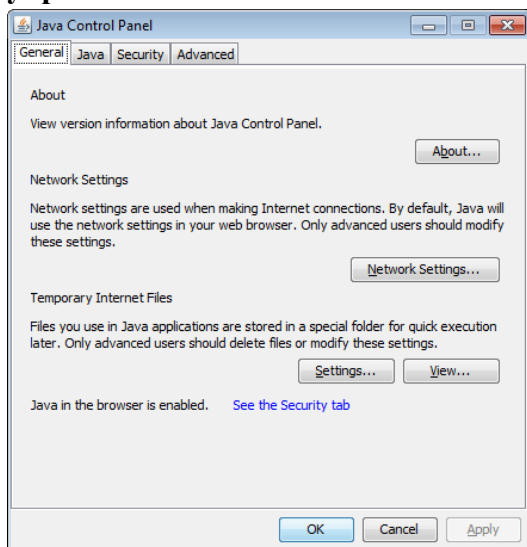 Java Control Panel
General Java Security Advanced
About
View version information about Java Control Panel.
About...
Network Settings
Network settings are used when making Internet connections. By default, Java will
use the network settings in your web browser. Only advanced users should modify
these settings.
Network Settings...
Temporary Internet Files
Files you use in Java applications are stored in a special folder for quick execution
later. Only advanced users should delete files or modify these settings.
Settings... View...
Java in the browser is enabled. See the Security tab
OK Cancel Apply